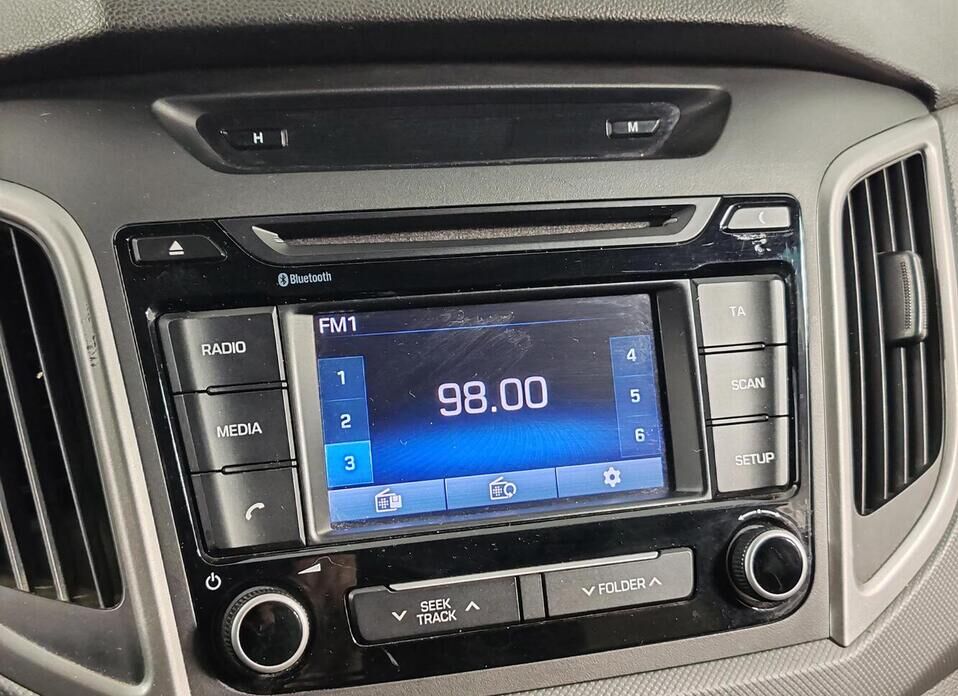 H
M
Bluetooth
FM1
RADIO
MEDIA
1
2
3
98.00
4
5
6
TA
SCAN
SETUP
SEEK
TRACK
FOLDER